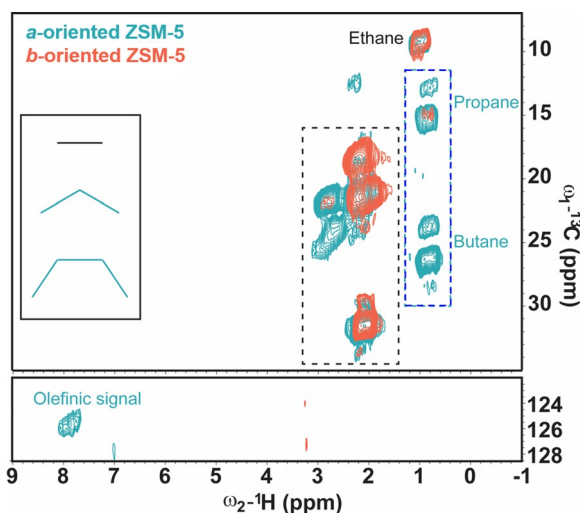 a-oriented ZSM-5
b-oriented ZSM-5
Ethane
Propane
Butane
10
15
20
25
30
ω₁-¹³C (ppm)
Olefinic signal
124
126
128
9 8 7 6 5 4 3 2 1 0 -1
ω₂-¹H (ppm)